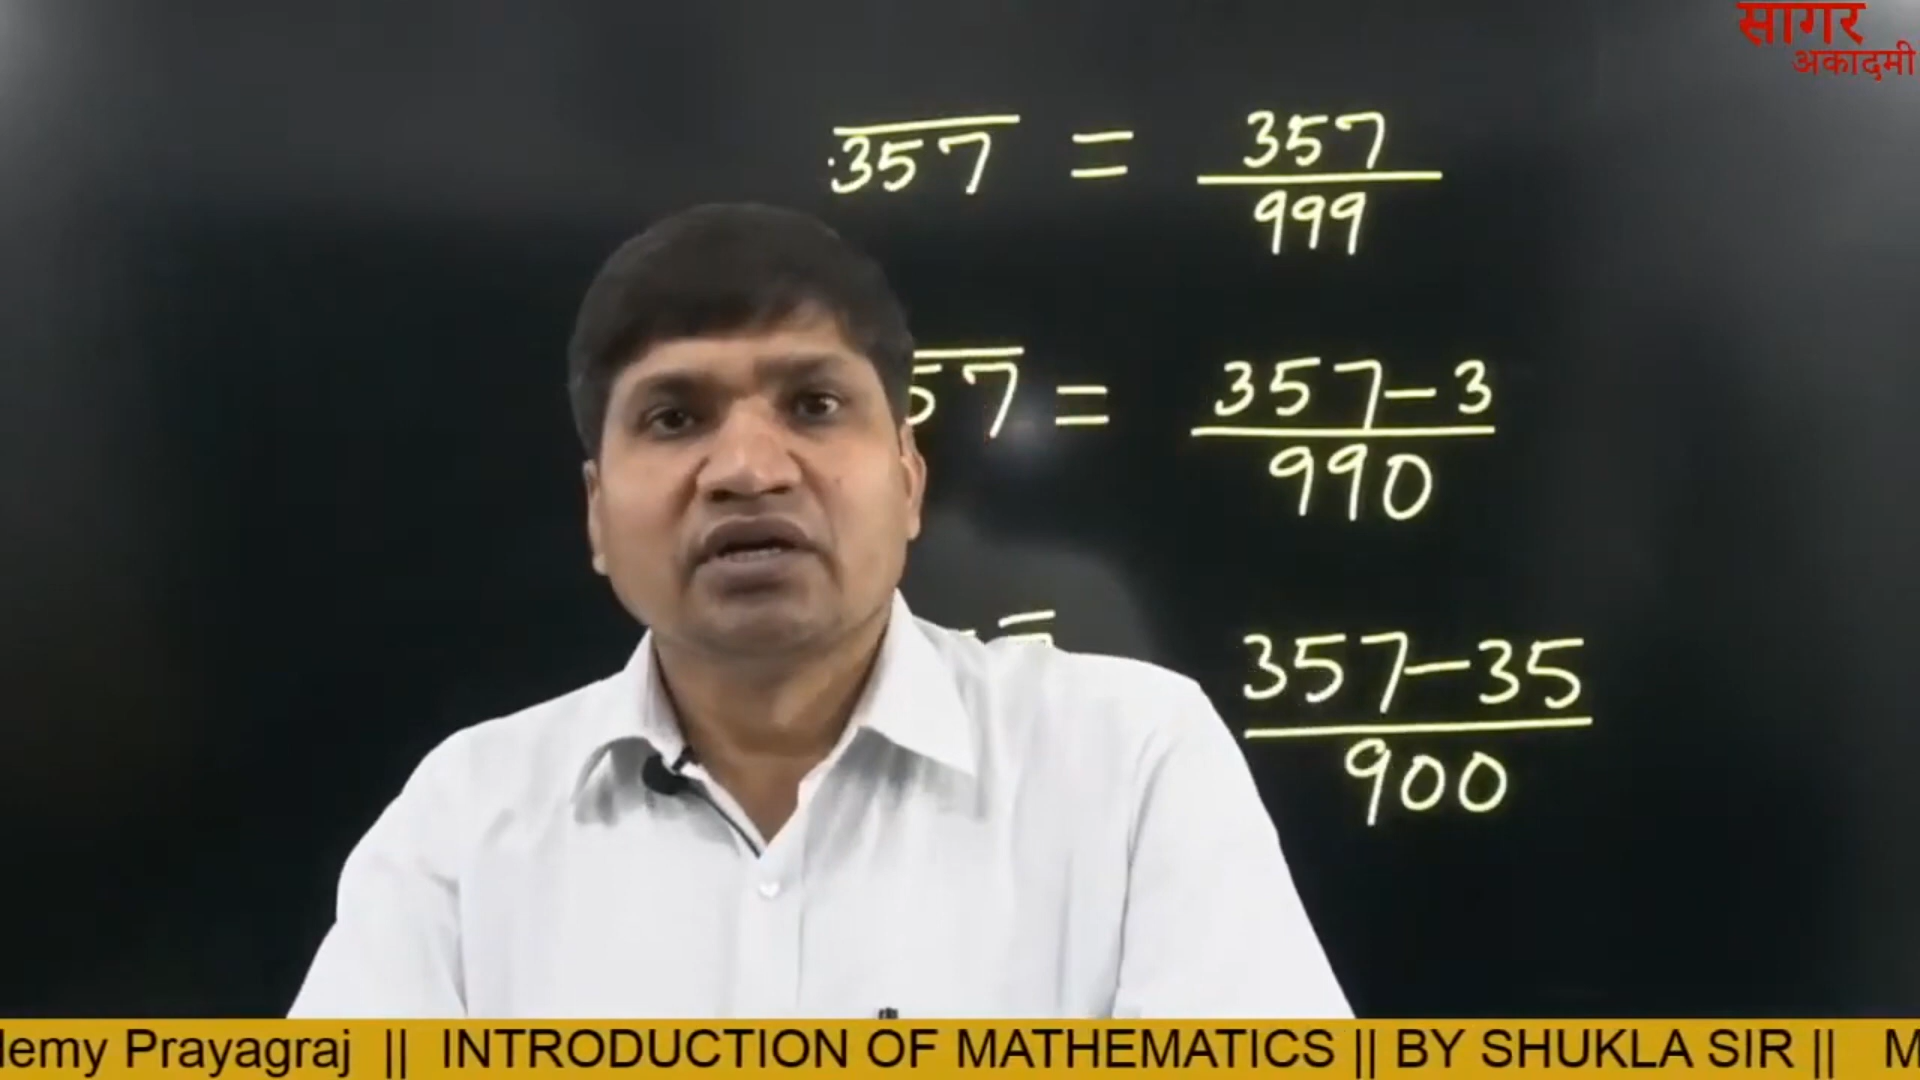 सागर
अकादमी
.357 = 357/999
57 = 357-3/990
357-35/900
demy Prayagraj || INTRODUCTION OF MATHEMATICS || BY SHUKLA SIR || M